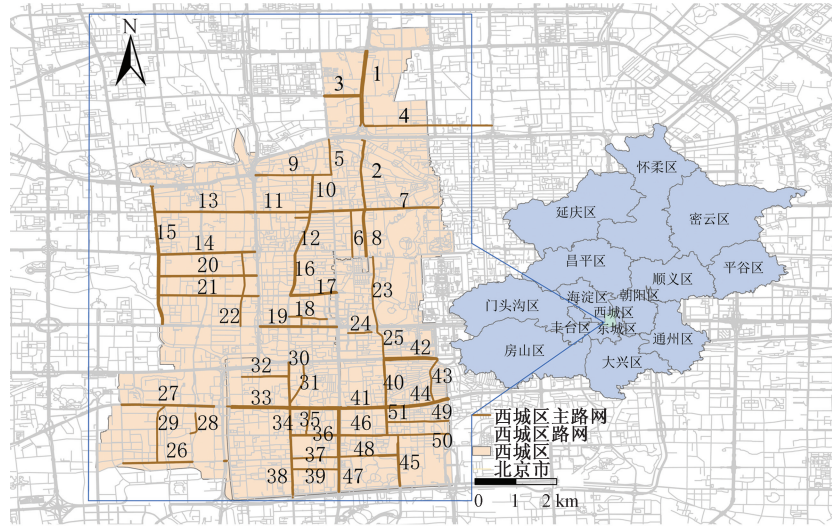 N
1
3
4
5
9
2
10
13
11
7
15
14
12
6
8
20
16
21
17
23
22
19
18
24
25
42
30
32
31
43
27
33
41
40
44
29
28
34
35
46
51
49
36
50
26
37
48
38
39
47
45
怀柔区
延庆区
密云区
昌平区
平谷区
顺义区
海淀区
朝阳区
门头沟区
西城区
丰台区
东城区
通州区
房山区
大兴区
西城区主路网
西城区路网
西城区
北京市
0 1 2 km